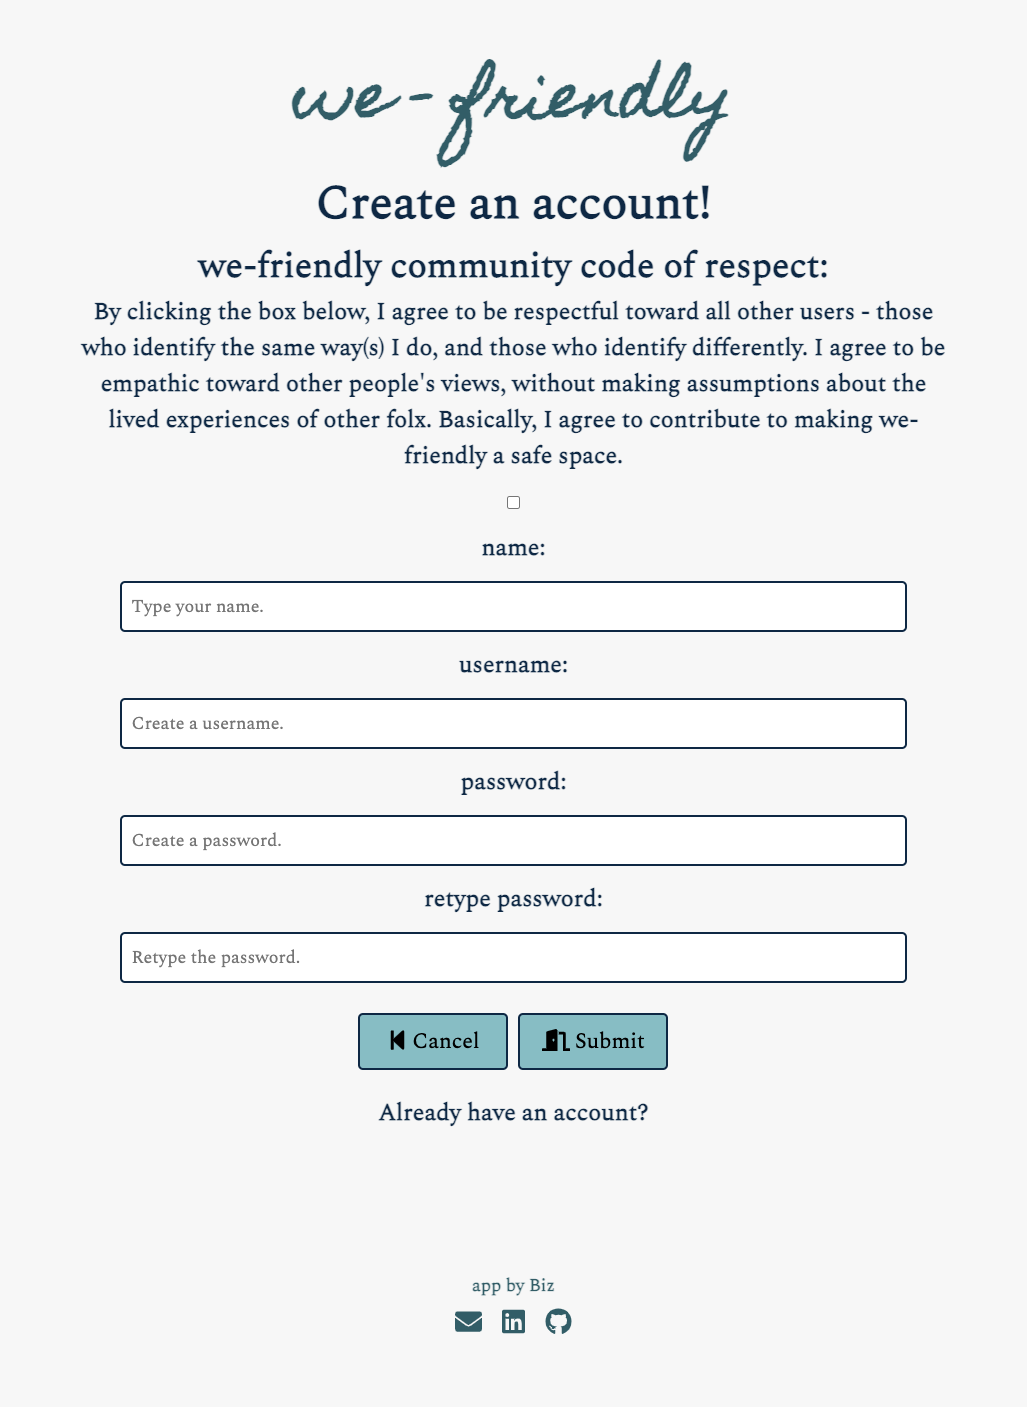 we-friendly
Create an account!
we-friendly community code of respect:
By clicking the box below, I agree to be respectful toward all other users - those
who identify the same way(s) I do, and those who identify differently. I agree to be
empathic toward other people's views, without making assumptions about the
lived experiences of other folx. Basically, I agree to contribute to making we-
friendly a safe space.
name:
Type your name.
username:
Create a username.
password:
Create a password.
retype password:
Retype the password.
Cancel Submit
Already have an account?
app by Biz
in